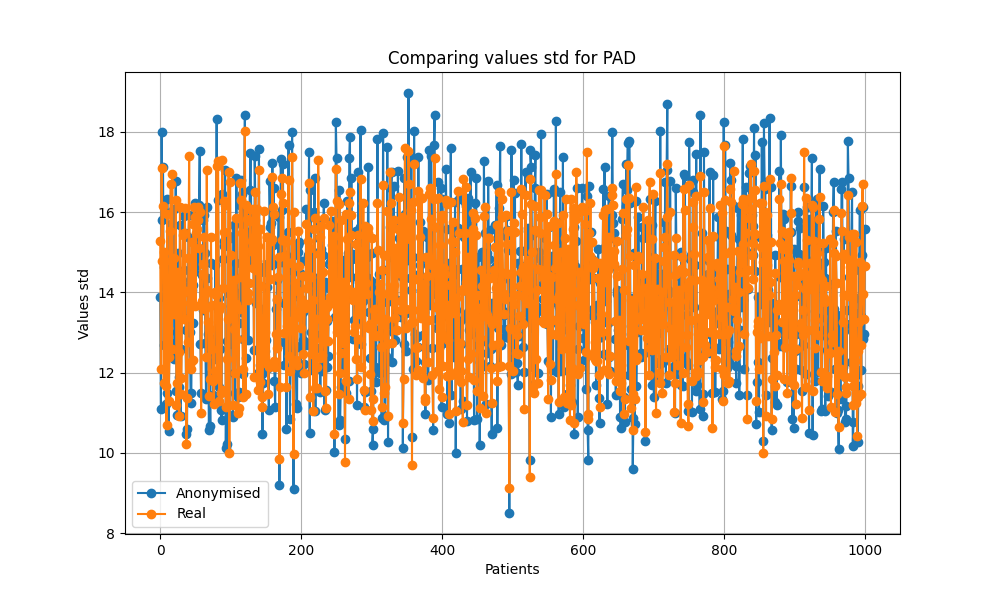 Comparing values std for PAD
Values std
18
16
14
12
10
8
Anonymised
Real
0 200 400 600 800 1000
Patients